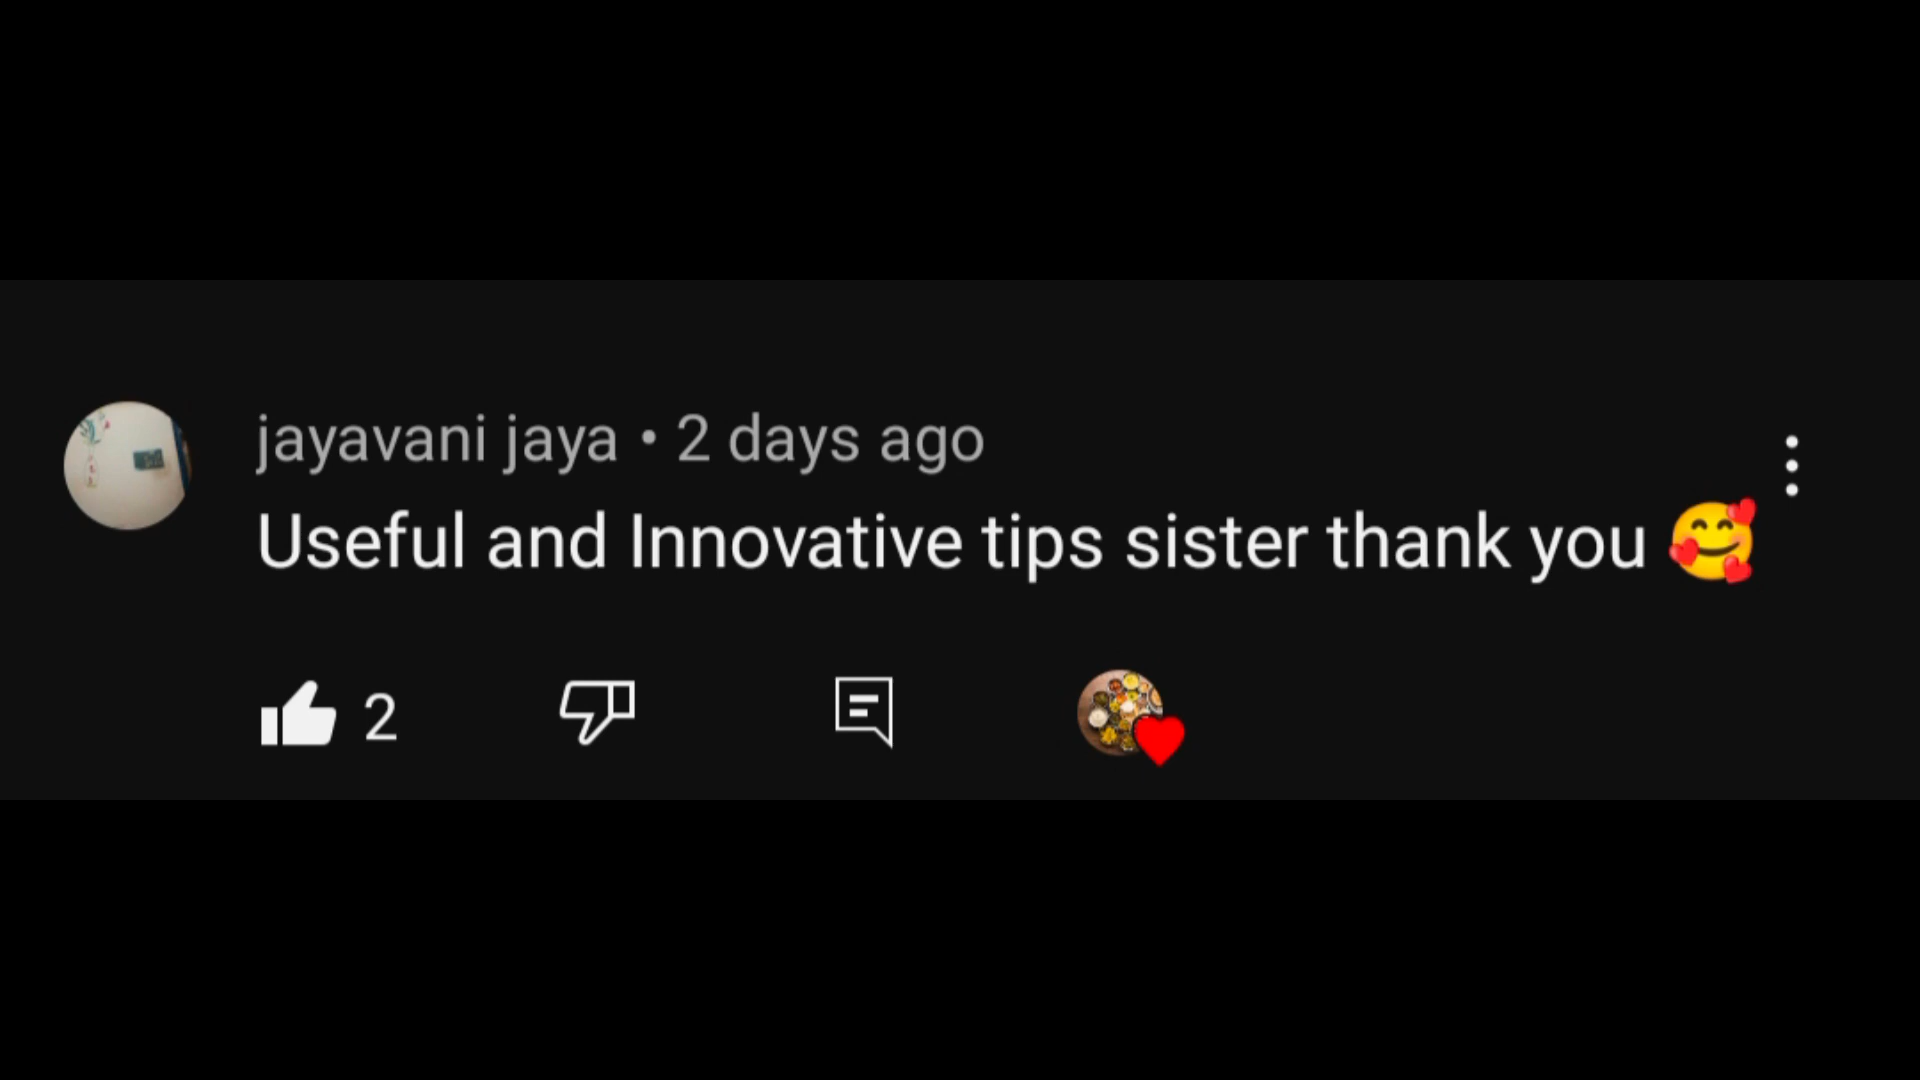 jayavani jaya • 2 days ago
Useful and Innovative tips sister thank you 🥰
2